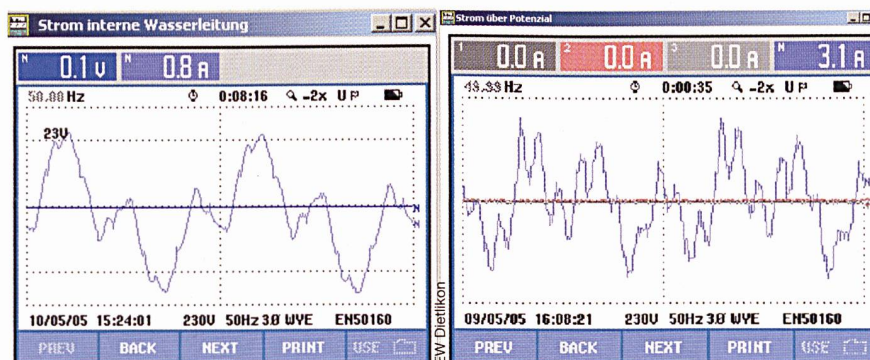 Strom interne Wasserleitung
N 0.1 V N 0.8 A
50.00 Hz 0:08:16 -2x U
23V
N
N
10/05/05 15:24:01 230V 50Hz 3Ø WYE EN50160
PREV BACK NEXT PRINT USE
EW Dietlikon
Strom über Potenzial
1 0.0 A 2 0.0 A 3 0.0 A N 3.1 A
49.99 Hz 0:00:35 -2x U
09/05/05 16:08:21 230V 50Hz 3Ø WYE EN50160
PREV BACK NEXT PRINT USE